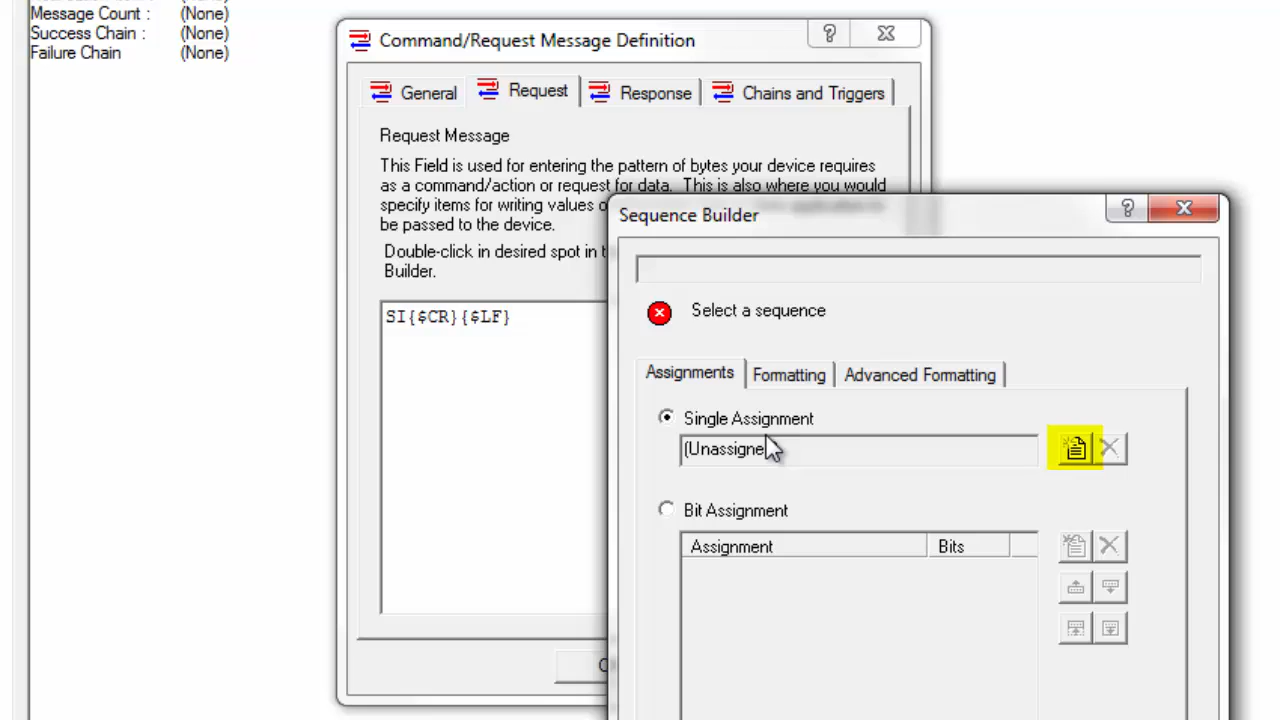 Message Count : (None)
Success Chain : (None)
Failure Chain (None)
Command/Request Message Definition
General Request Response Chains and Triggers
Request Message
This Field is used for entering the pattern of bytes your device requires
as a command/action or request for data. This is also where you would
specify items for writing values
be passed to the device.
Double-click in desired spot in
Builder.
SI{$CR}{$LF}
Sequence Builder
Select a sequence
Assignments Formatting Advanced Formatting
Single Assignment
(Unassigne
Bit Assignment
Assignment Bits